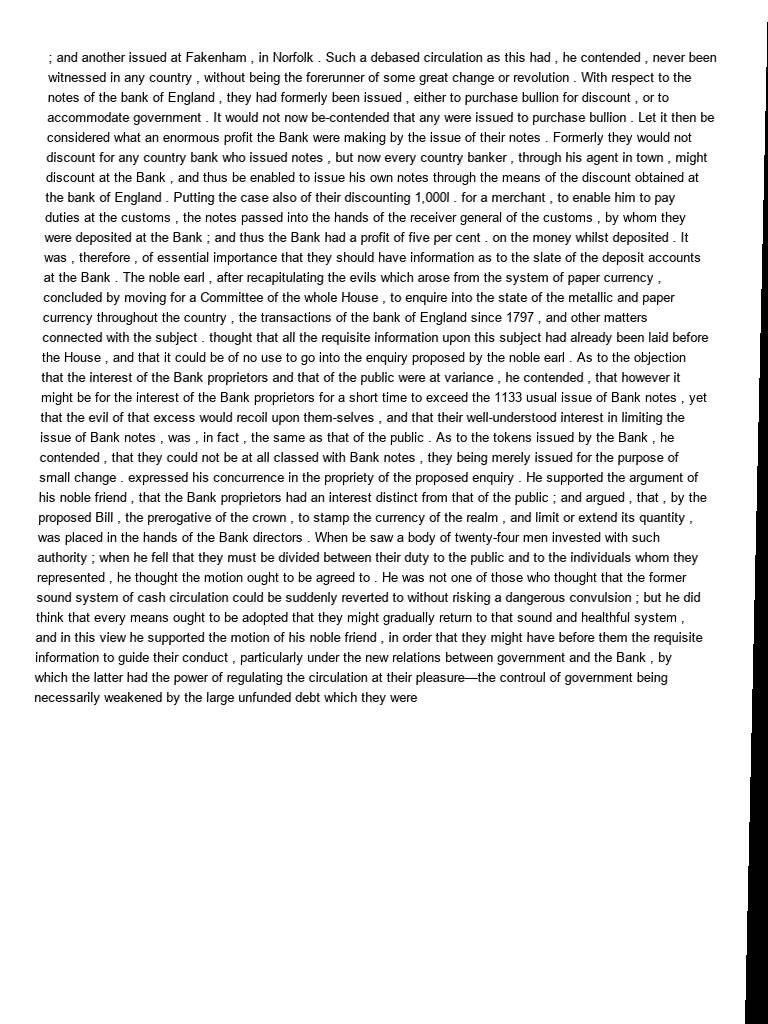 ; and another issued at Fakenham , in Norfolk . Such a debased circulation as this had , he contended , never been
witnessed in any country , without being the forerunner of some great change or revolution . With respect to the
notes of the bank of England , they had formerly been issued , either to purchase bullion for discount , or to
accommodate government . It would not now be-contended that any were issued to purchase bullion . Let it then be
considered what an enormous profit the Bank were making by the issue of their notes . Formerly they would not
discount for any country bank who issued notes , but now every country banker , through his agent in town , might
discount at the Bank , and thus be enabled to issue his own notes through the means of the discount obtained at
the bank of England . Putting the case also of their discounting 1,000l . for a merchant , to enable him to pay
duties at the customs , the notes passed into the hands of the receiver general of the customs , by whom they
were deposited at the Bank ; and thus the Bank had a profit of five per cent . on the money whilst deposited . It
was , therefore , of essential importance that they should have information as to the slate of the deposit accounts
at the Bank . The noble earl , after recapitulating the evils which arose from the system of paper currency ,
concluded by moving for a Committee of the whole House , to enquire into the state of the metallic and paper
currency throughout the country , the transactions of the bank of England since 1797 , and other matters
connected with the subject . thought that all the requisite information upon this subject had already been laid before
the House , and that it could be of no use to go into the enquiry proposed by the noble earl . As to the objection
that the interest of the Bank proprietors and that of the public were at variance , he contended , that however it
might be for the interest of the Bank proprietors for a short time to exceed the 1133 usual issue of Bank notes , yet
that the evil of that excess would recoil upon them-selves , and that their well-understood interest in limiting the
issue of Bank notes , was , in fact , the same as that of the public . As to the tokens issued by the Bank , he
contended , that they could not be at all classed with Bank notes , they being merely issued for the purpose of
small change . expressed his concurrence in the propriety of the proposed enquiry . He supported the argument of
his noble friend , that the Bank proprietors had an interest distinct from that of the public ; and argued , that , by the
proposed Bill , the prerogative of the crown , to stamp the currency of the realm , and limit or extend its quantity ,
was placed in the hands of the Bank directors . When be saw a body of twenty-four men invested with such
authority ; when he fell that they must be divided between their duty to the public and to the individuals whom they
represented , he thought the motion ought to be agreed to . He was not one of those who thought that the former
sound system of cash circulation could be suddenly reverted to without risking a dangerous convulsion ; but he did
think that every means ought to be adopted that they might gradually return to that sound and healthful system ,
and in this view he supported the motion of his noble friend , in order that they might have before them the requisite
information to guide their conduct , particularly under the new relations between government and the Bank , by
which the latter had the power of regulating the circulation at their pleasure—the controul of government being
necessarily weakened by the large unfunded debt which they were